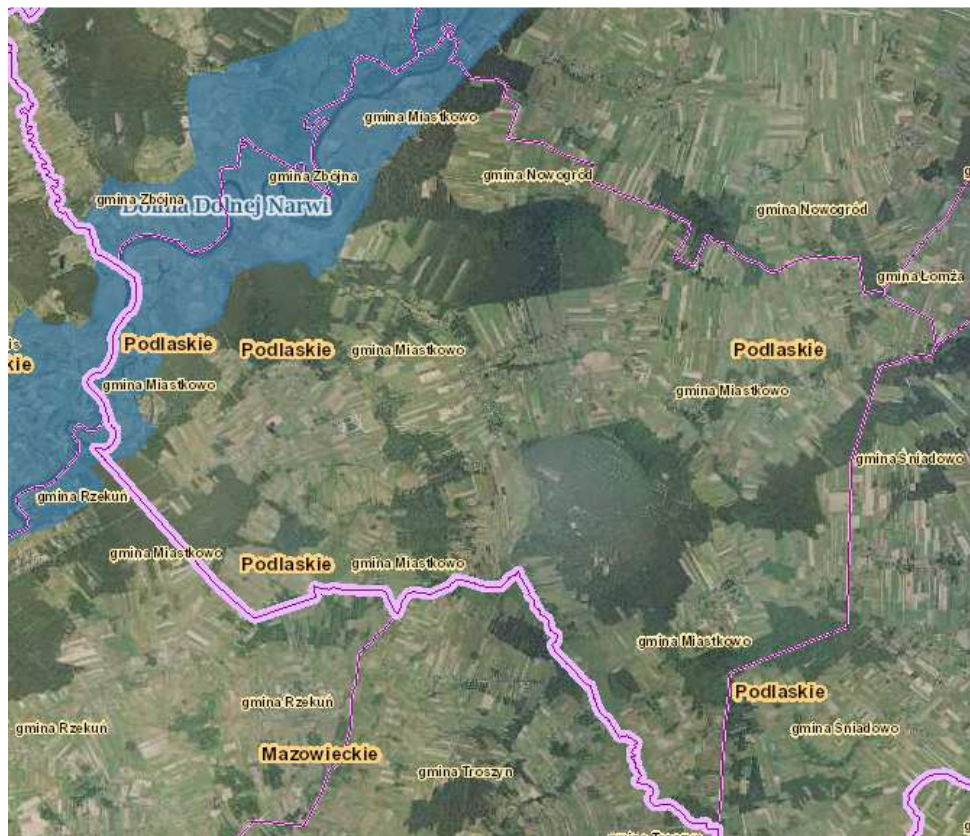 gmina Miastkowo
gmina Nowogród
gmina Zbójna
gmina Zbójna
Dolina Dolnej Narwi
gmina Nowogród
gmina Łomża
Podlaskie
Podlaskie
gmina Miastkowo
Podlaskie
gmina Miastkowo
gmina Miastkowo
gmina Śniadowo
gmina Rzekuń
gmina Miastkowo
Podlaskie
gmina Miastkowo
gmina Miastkowo
Podlaskie
gmina Rzekuń
gmina Rzekuń
gmina Śniadowo
Mazowieckie
gmina Troszyn